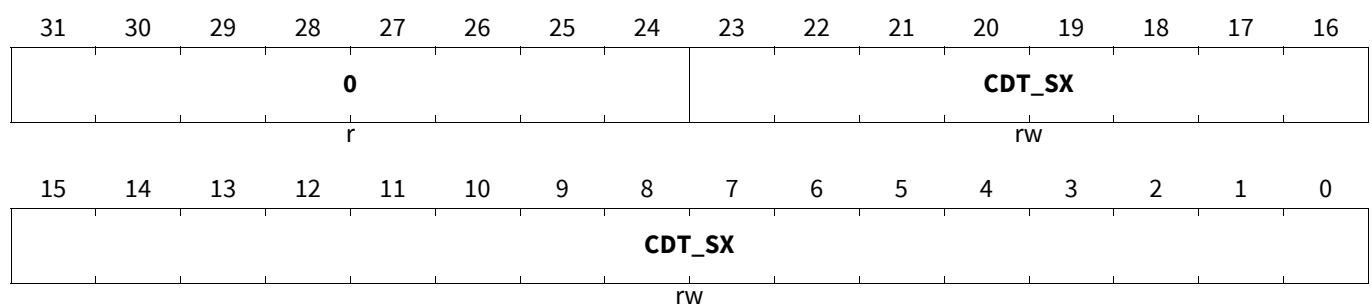 31 30 29 28 27 26 25 24 23 22 21 20 19 18 17 16
0 CDT_SX
r rw
15 14 13 12 11 10 9 8 7 6 5 4 3 2 1 0
CDT_SX
rw